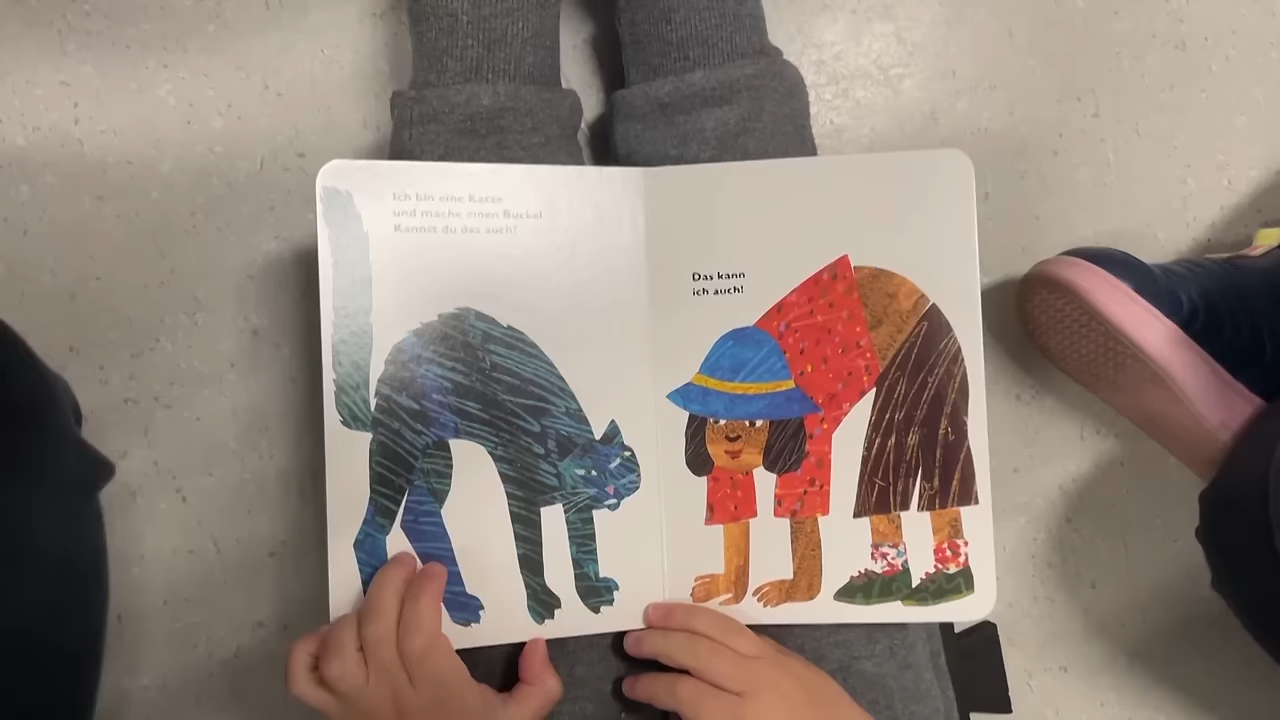 Ich bin eine Katze
und mache einen Buckel.
Kannst du das auch?
Das kann
ich auch!